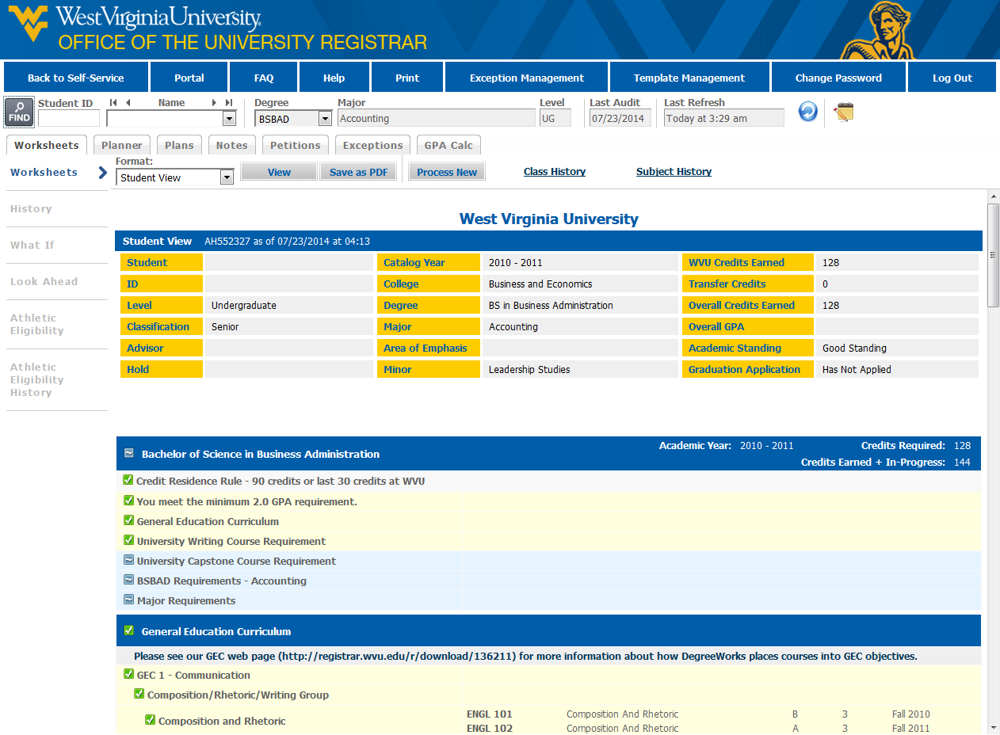 West Virginia University.
OFFICE OF THE UNIVERSITY REGISTRAR
Back to Self-Service Portal FAQ Help Print Exception Management Template Management Change Password Log Out
FIND Student ID Name Degree Major Level Last Audit Last Refresh
BSBAD Accounting UG 07/23/2014 Today at 3:29 am
Worksheets Planner Plans Notes Petitions Exceptions GPA Calc
Worksheets
History
What If
Look Ahead
Athletic
Eligibility
Athletic
Eligibility
History
Format:
Student View View Save as PDF Process New Class History Subject History
West Virginia University
Student View AH552327 as of 07/23/2014 at 04:13
Student Catalog Year 2010 - 2011 WVU Credits Earned 128
ID College Business and Economics Transfer Credits 0
Level Undergraduate Degree BS in Business Administration Overall Credits Earned 128
Classification Senior Major Accounting Overall GPA
Advisor Area of Emphasis Academic Standing Good Standing
Hold Minor Leadership Studies Graduation Application Has Not Applied
Bachelor of Science in Business Administration Academic Year: 2010 - 2011 Credits Required: 128
Credits Earned + In-Progress: 144
Credit Residence Rule - 90 credits or last 30 credits at WVU
You meet the minimum 2.0 GPA requirement.
General Education Curriculum
University Writing Course Requirement
University Capstone Course Requirement
BSBAD Requirements - Accounting
Major Requirements
General Education Curriculum
Please see our GEC web page (http://registrar.wvu.edu/r/download/136211) for more information about how DegreeWorks places courses into GEC objectives.
GEC 1 - Communication
Composition/Rhetoric/Writing Group
Composition and Rhetoric ENGL 101 Composition And Rhetoric B 3 Fall 2010
ENGL 102 Composition And Rhetoric A 3 Fall 2011